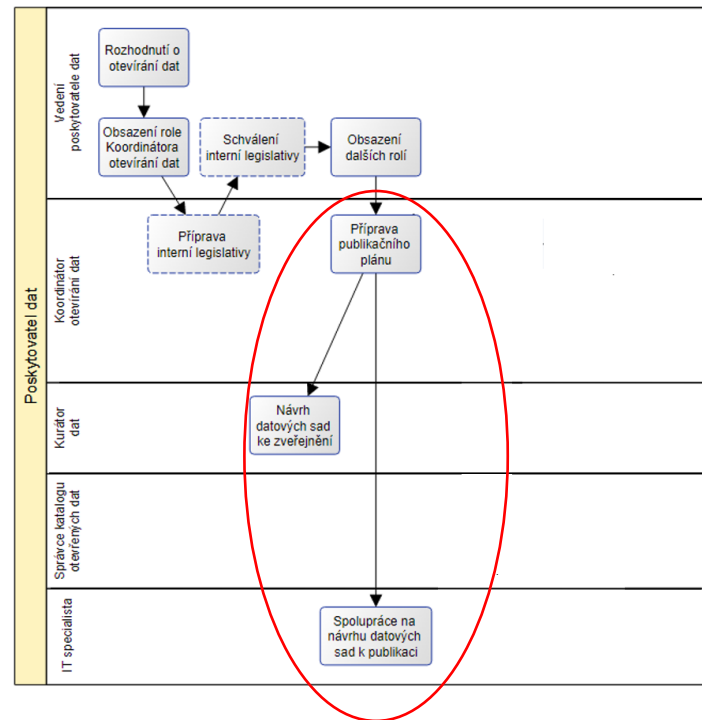 Poskytovatel dat
Vedení
poskytovatele dat
Rozhodnutí o
otevírání dat
Obsazení role
Koordinátora
otevírání dat
Schválení
interní legislativy
Obsazení
dalších rolí
Koordinátor
otevírání dat
Příprava
interní legislativy
Příprava
publikačního
plánu
Kurátor
dat
Návrh
datových sad
ke zveřejnění
Správce katalogu
otevřených dat
IT specialista
Spolupráce na
návrhu datových
sad k publikaci